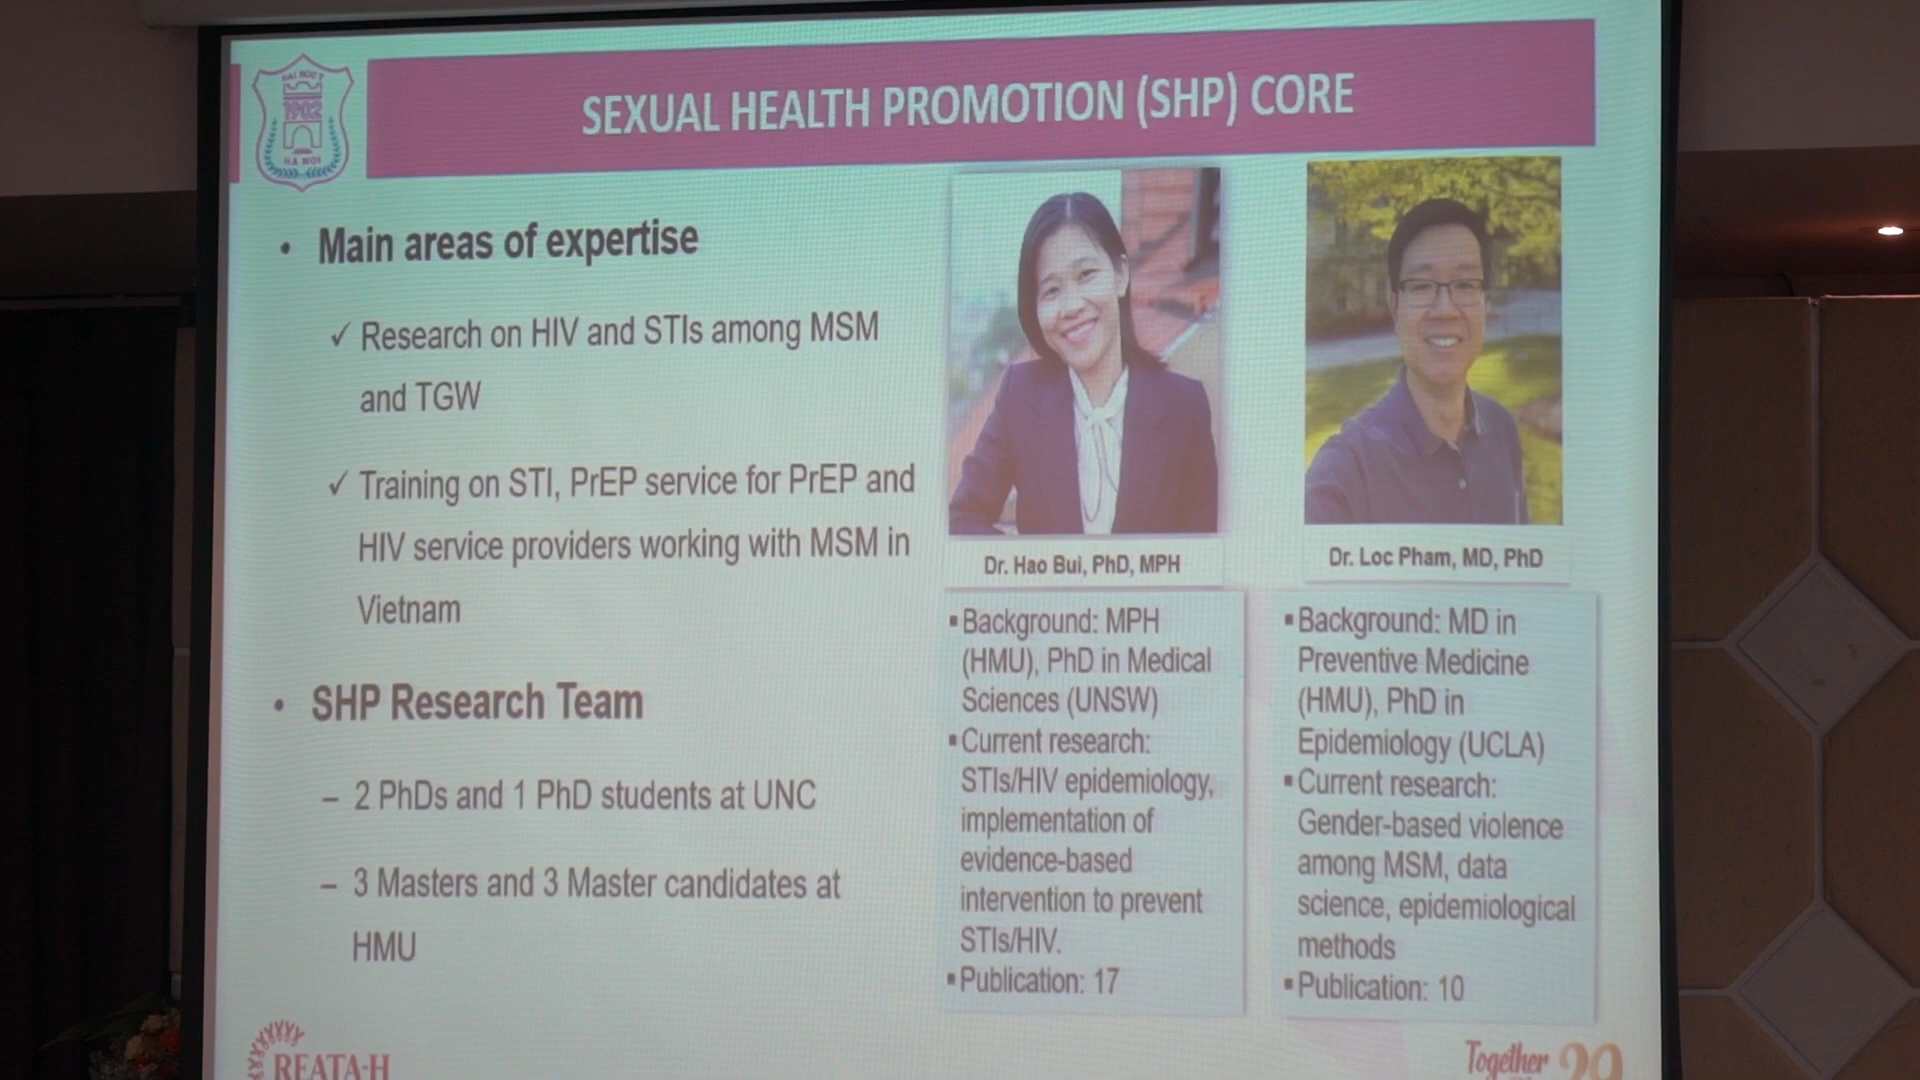 ĐẠI HỌC Y
1902
HÀ NỘI
SEXUAL HEALTH PROMOTION (SHP) CORE
• Main areas of expertise
✓ Research on HIV and STIs among MSM
and TGW
✓ Training on STI, PrEP service for PrEP and
HIV service providers working with MSM in
Vietnam
• SHP Research Team
– 2 PhDs and 1 PhD students at UNC
– 3 Masters and 3 Master candidates at
HMU
Dr. Hao Bui, PhD, MPH
▪ Background: MPH
(HMU), PhD in Medical
Sciences (UNSW)
▪ Current research:
STIs/HIV epidemiology,
implementation of
evidence-based
intervention to prevent
STIs/HIV.
▪ Publication: 17
Dr. Loc Pham, MD, PhD
▪ Background: MD in
Preventive Medicine
(HMU), PhD in
Epidemiology (UCLA)
▪ Current research:
Gender-based violence
among MSM, data
science, epidemiological
methods
▪ Publication: 10
REATA-H
Together